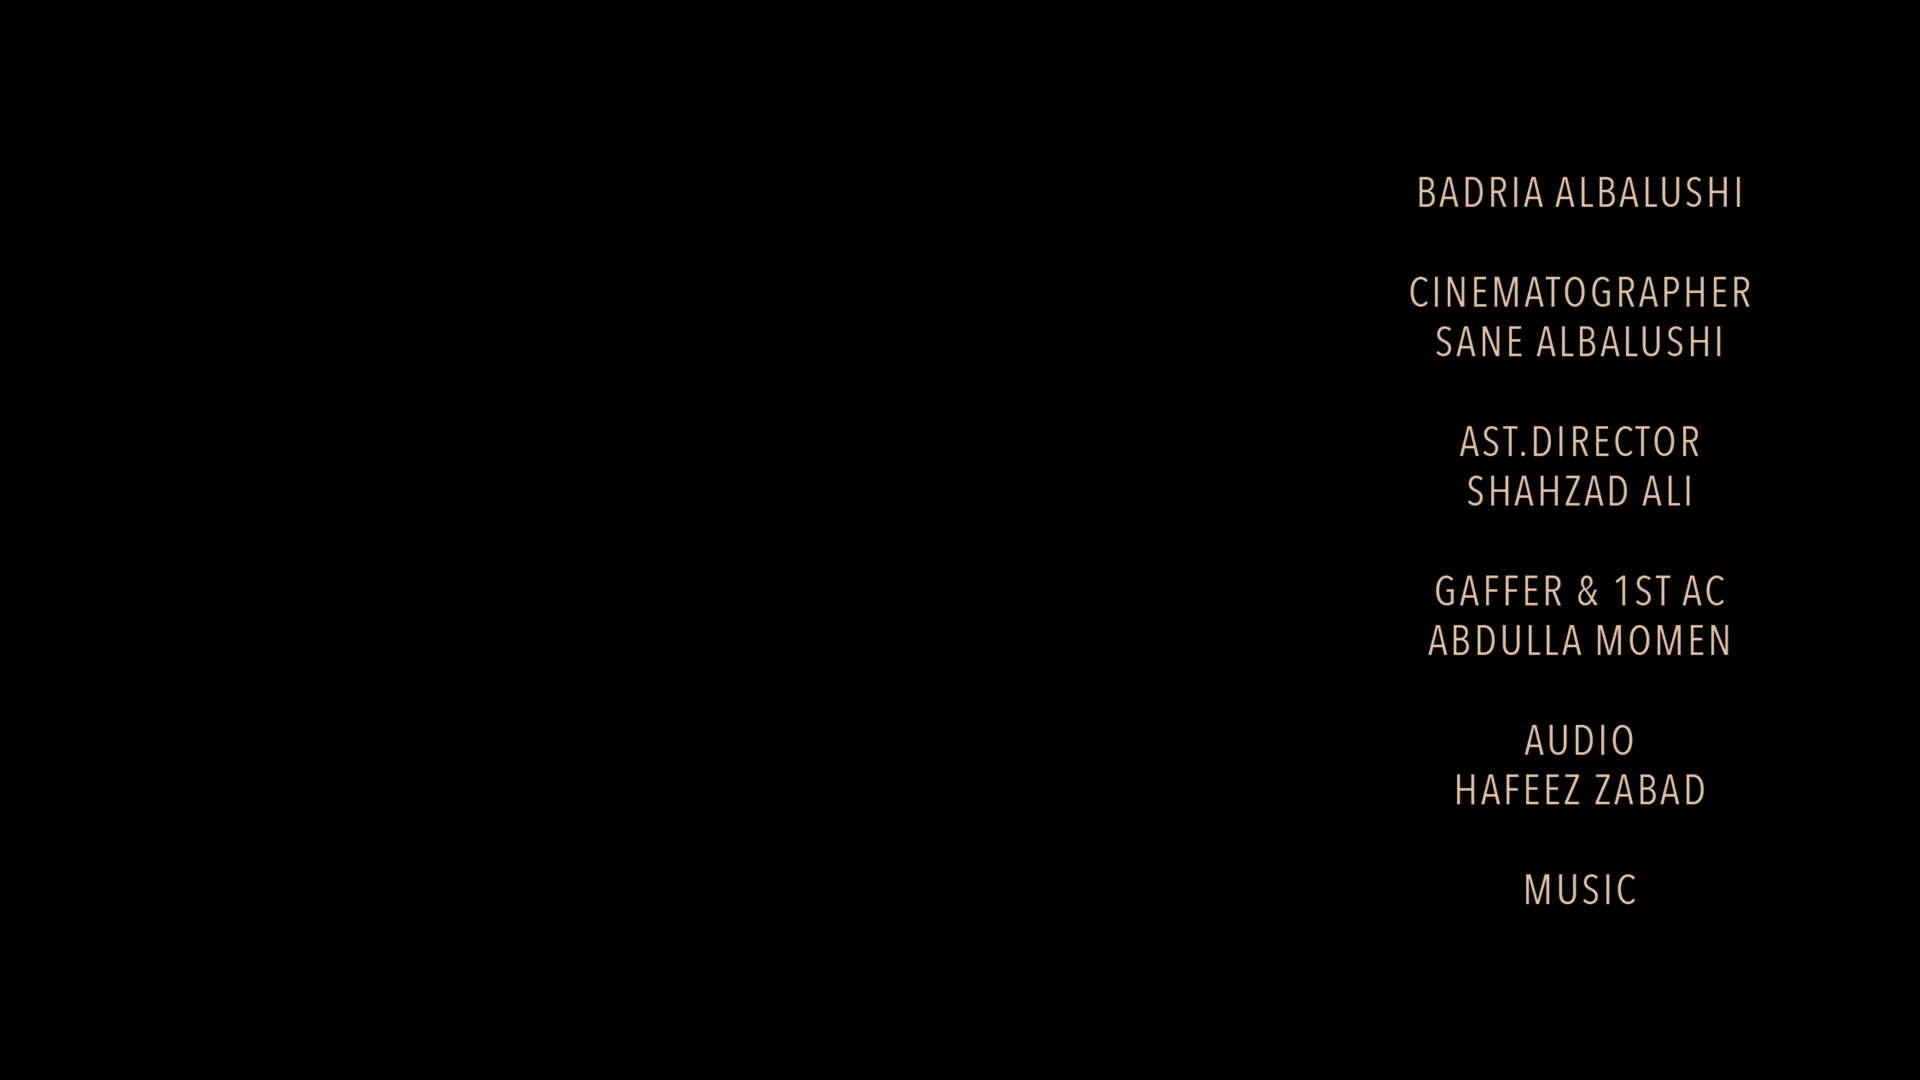 BADRIA ALBALUSHI
CINEMATOGRAPHER
SANE ALBALUSHI
AST.DIRECTOR
SHAHZAD ALI
GAFFER & 1ST AC
ABDULLA MOMEN
AUDIO
HAFEEZ ZABAD
MUSIC